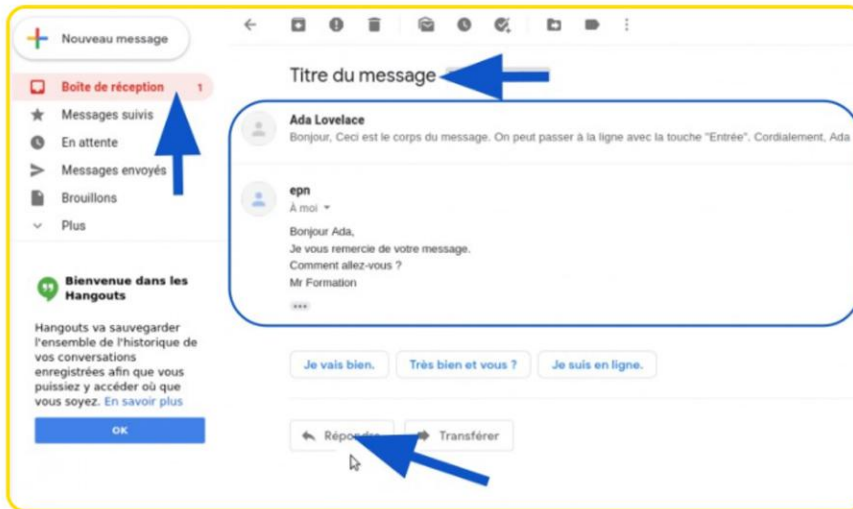 Nouveau message
Boîte de réception 1
Messages suivis
En attente
Messages envoyés
Brouillons
Plus
Bienvenue dans les
Hangouts
Hangouts va sauvegarder
l'ensemble de l'historique de
vos conversations
enregistrées afin que vous
puissiez y accéder où que
vous soyez. En savoir plus
OK
Titre du message
Ada Lovelace
Bonjour, Ceci est le corps du message. On peut passer à la ligne avec la touche "Entrée". Cordialement, Ada
epn
À moi
Bonjour Ada,
Je vous remercie de votre message.
Comment allez-vous ?
Mr Formation
Je vais bien. Très bien et vous ? Je suis en ligne.
Répondre Transférer